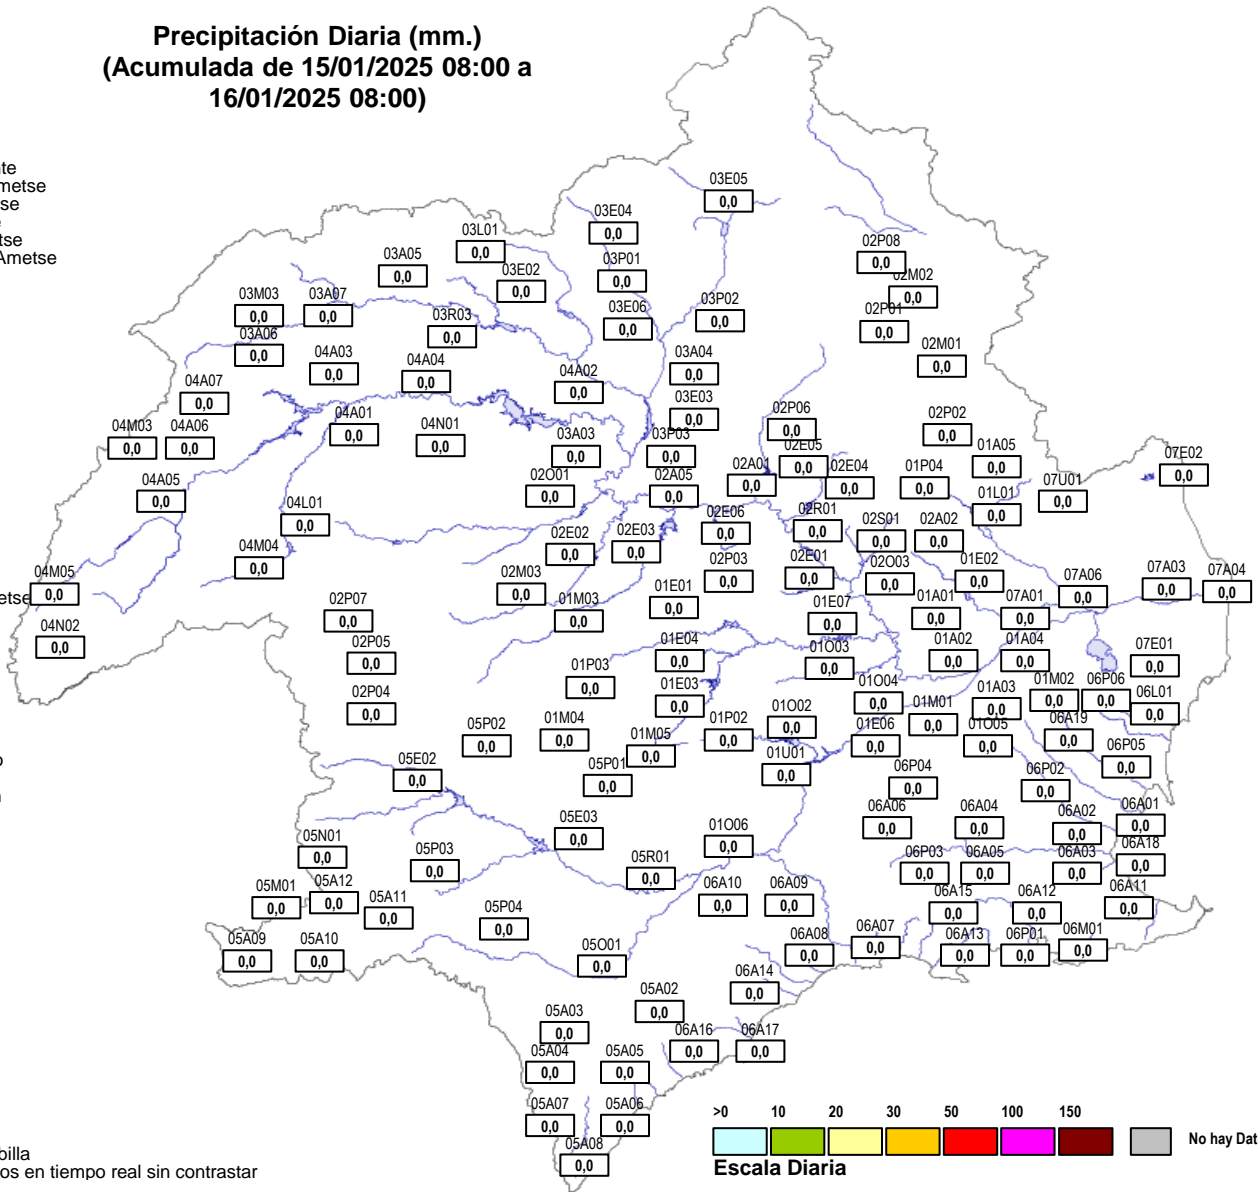 Precipitación Diaria (mm.)
(Acumulada de 15/01/2025 08:00 a
16/01/2025 08:00)
03E05
0,0
03E04
0,0
03L01
0,0
03A05
0,0
03P01
0,0
03E02
0,0
02P08
0,0
02M02
0,0
03M03
0,0
03A07
0,0
03P02
0,0
03E06
0,0
02P01
0,0
03R03
0,0
03A06
0,0
02M01
0,0
04A03
0,0
04A04
0,0
03A04
0,0
04A02
0,0
04A07
0,0
03E03
0,0
02P06
0,0
02P02
0,0
04A01
0,0
04M03
0,0
04A06
0,0
04N01
0,0
03A03
0,0
03P03
0,0
02E05
0,0
01A05
0,0
07E02
0,0
02A01
0,0
02E04
0,0
01P04
0,0
02O01
0,0
02A05
0,0
07U01
0,0
04A05
0,0
01L01
0,0
04L01
0,0
02R01
0,0
02E06
0,0
02S01
0,0
02A02
0,0
02E02
0,0
02E03
0,0
04M04
0,0
02P03
0,0
02E01
0,0
02O03
0,0
01E02
0,0
04M05
0,0
02M03
0,0
07A06
0,0
07A03
0,0
07A04
0,0
01E01
0,0
02P07
0,0
01M03
0,0
01E07
0,0
01A01
0,0
07A01
0,0
04N02
0,0
02P05
0,0
01E04
0,0
01O03
0,0
01A02
0,0
01A04
0,0
07E01
0,0
01P03
0,0
02P04
0,0
01E03
0,0
01O04
0,0
01A03
0,0
01M02
0,0
06P06
0,0
06L01
0,0
05P02
0,0
01M04
0,0
01P02
0,0
01O02
0,0
01M01
0,0
01E06
0,0
01O05
0,0
06A19
0,0
01M05
0,0
06P05
0,0
05E02
0,0
05P01
0,0
01U01
0,0
06P04
0,0
06P02
0,0
05E03
0,0
06A06
0,0
06A04
0,0
06A02
0,0
06A01
0,0
05N01
0,0
01O06
0,0
05P03
0,0
05R01
0,0
06P03
0,0
06A05
0,0
06A03
0,0
06A18
0,0
05M01
0,0
05A12
0,0
05A11
0,0
06A10
0,0
06A09
0,0
06A15
0,0
06A12
0,0
06A11
0,0
05P04
0,0
05A09
0,0
05A10
0,0
05O01
0,0
06A08
0,0
06A07
0,0
06A13
0,0
06P01
0,0
06M01
0,0
06A14
0,0
05A02
0,0
05A03
0,0
06A16
0,0
06A17
0,0
05A04
0,0
05A05
0,0
05A07
0,0
05A06
0,0
05A08
0,0
>0 10 20 30 50 100 150
No hay Dat
Escala Diaria
os en tiempo real sin contrastar